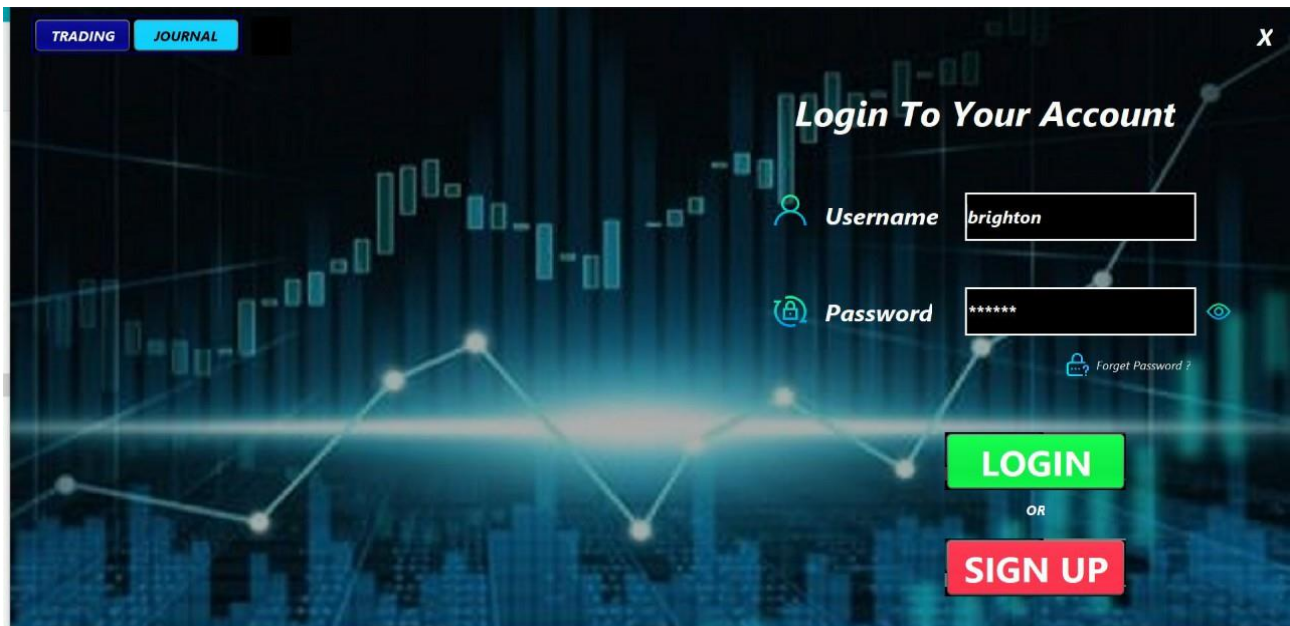 TRADING JOURNAL
X
Login To Your Account
Username brighton
Password ******
Forget Password ?
LOGIN
OR
SIGN UP